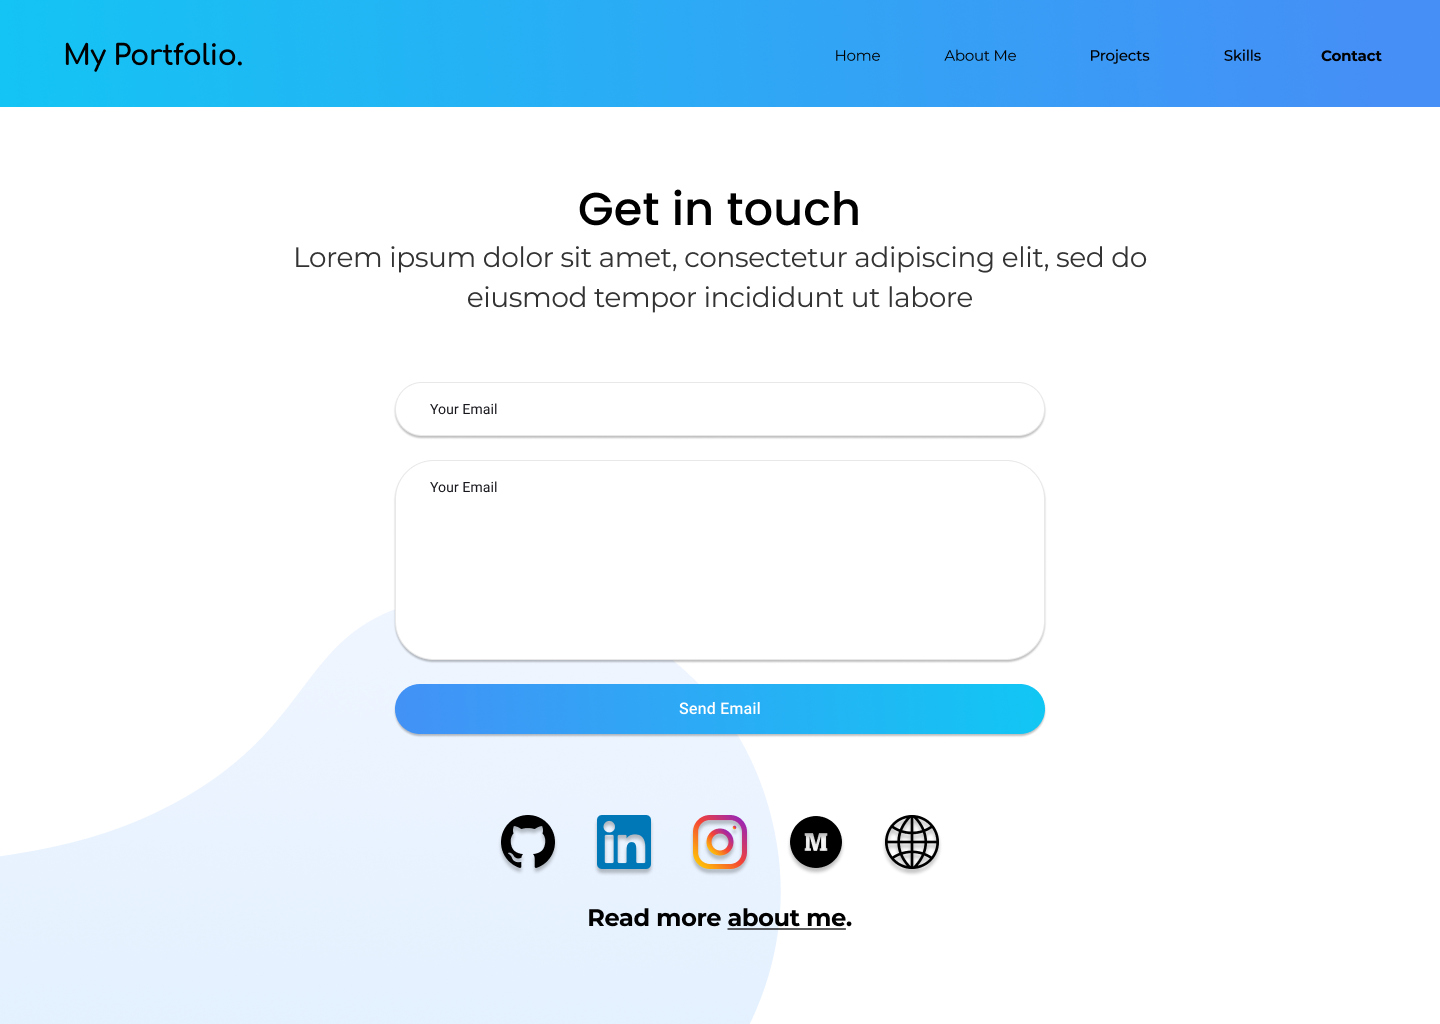 My Portfolio.
Home About Me Projects Skills Contact
Get in touch
Lorem ipsum dolor sit amet, consectetur adipiscing elit, sed do
eiusmod tempor incididunt ut labore
Your Email
Your Email
Send Email
in M
Read more about me.